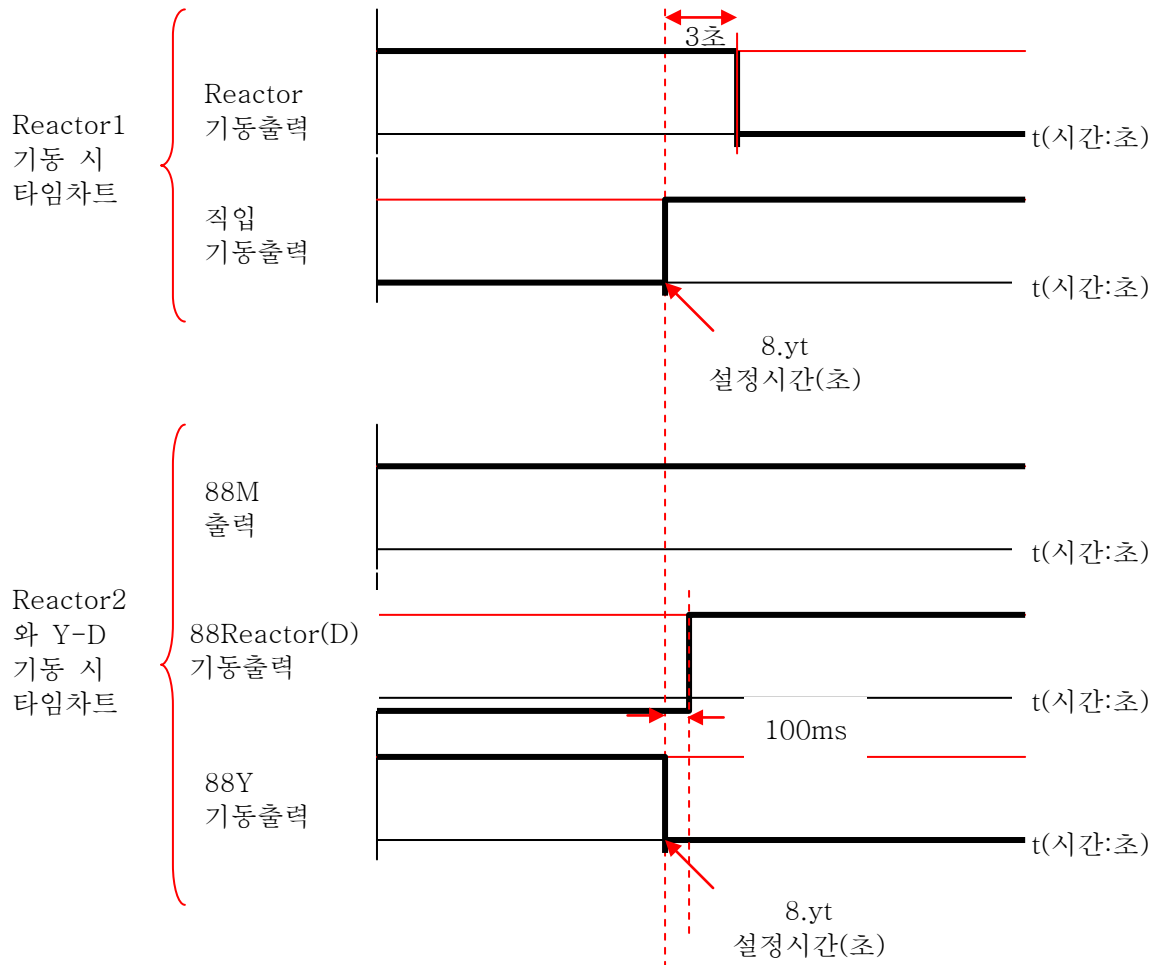 3초
Reactor1
기동 시
타임차트
Reactor
기동출력
t(시간:초)
직입
기동출력
t(시간:초)
8.yt
설정시간(초)
88M
출력
t(시간:초)
Reactor2
와 Y-D
기동 시
타임차트
88Reactor(D)
기동출력
t(시간:초)
100ms
88Y
기동출력
t(시간:초)
8.yt
설정시간(초)